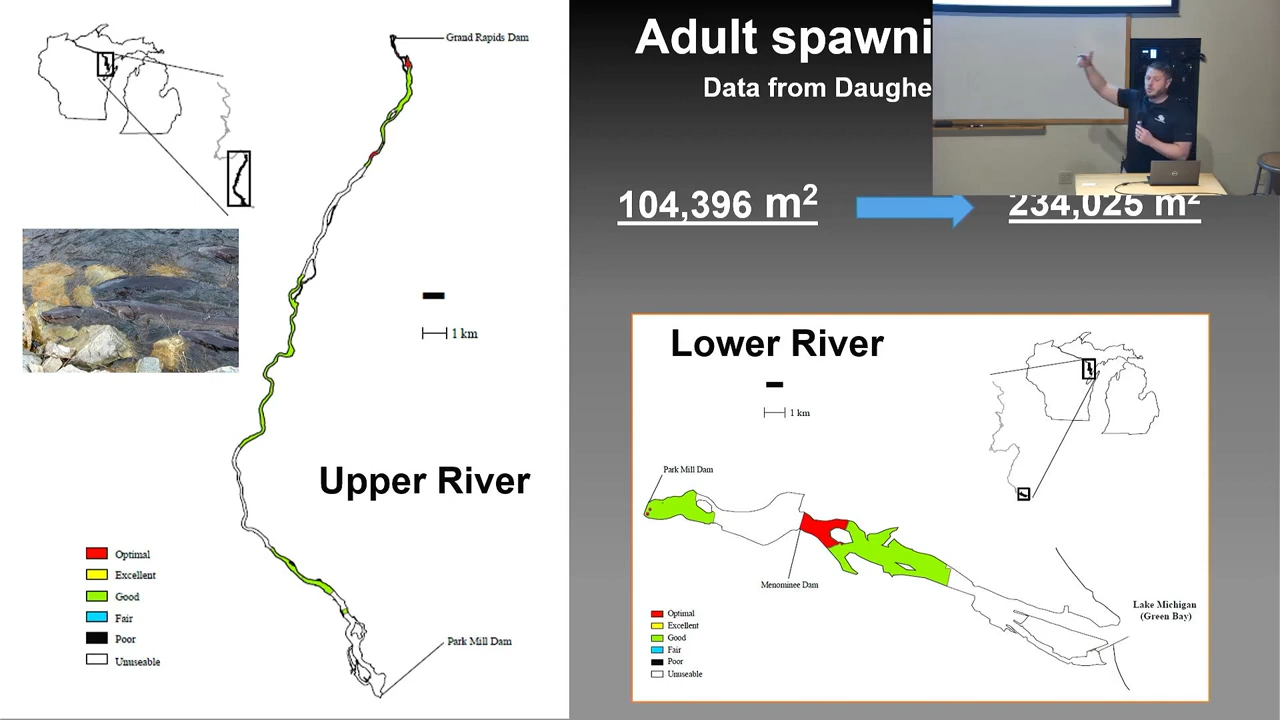 Grand Rapids Dam
1 km
Upper River
Optimal
Excellent
Good
Fair
Poor
Unuseable
Park Mill Dam
Adult spawni
Data from Daughe
104,396 m²
234,025 m²
Lower River
1 km
Park Mill Dam
Menominee Dam
Lake Michigan
(Green Bay)
Optimal
Excellent
Good
Fair
Poor
Unuseable